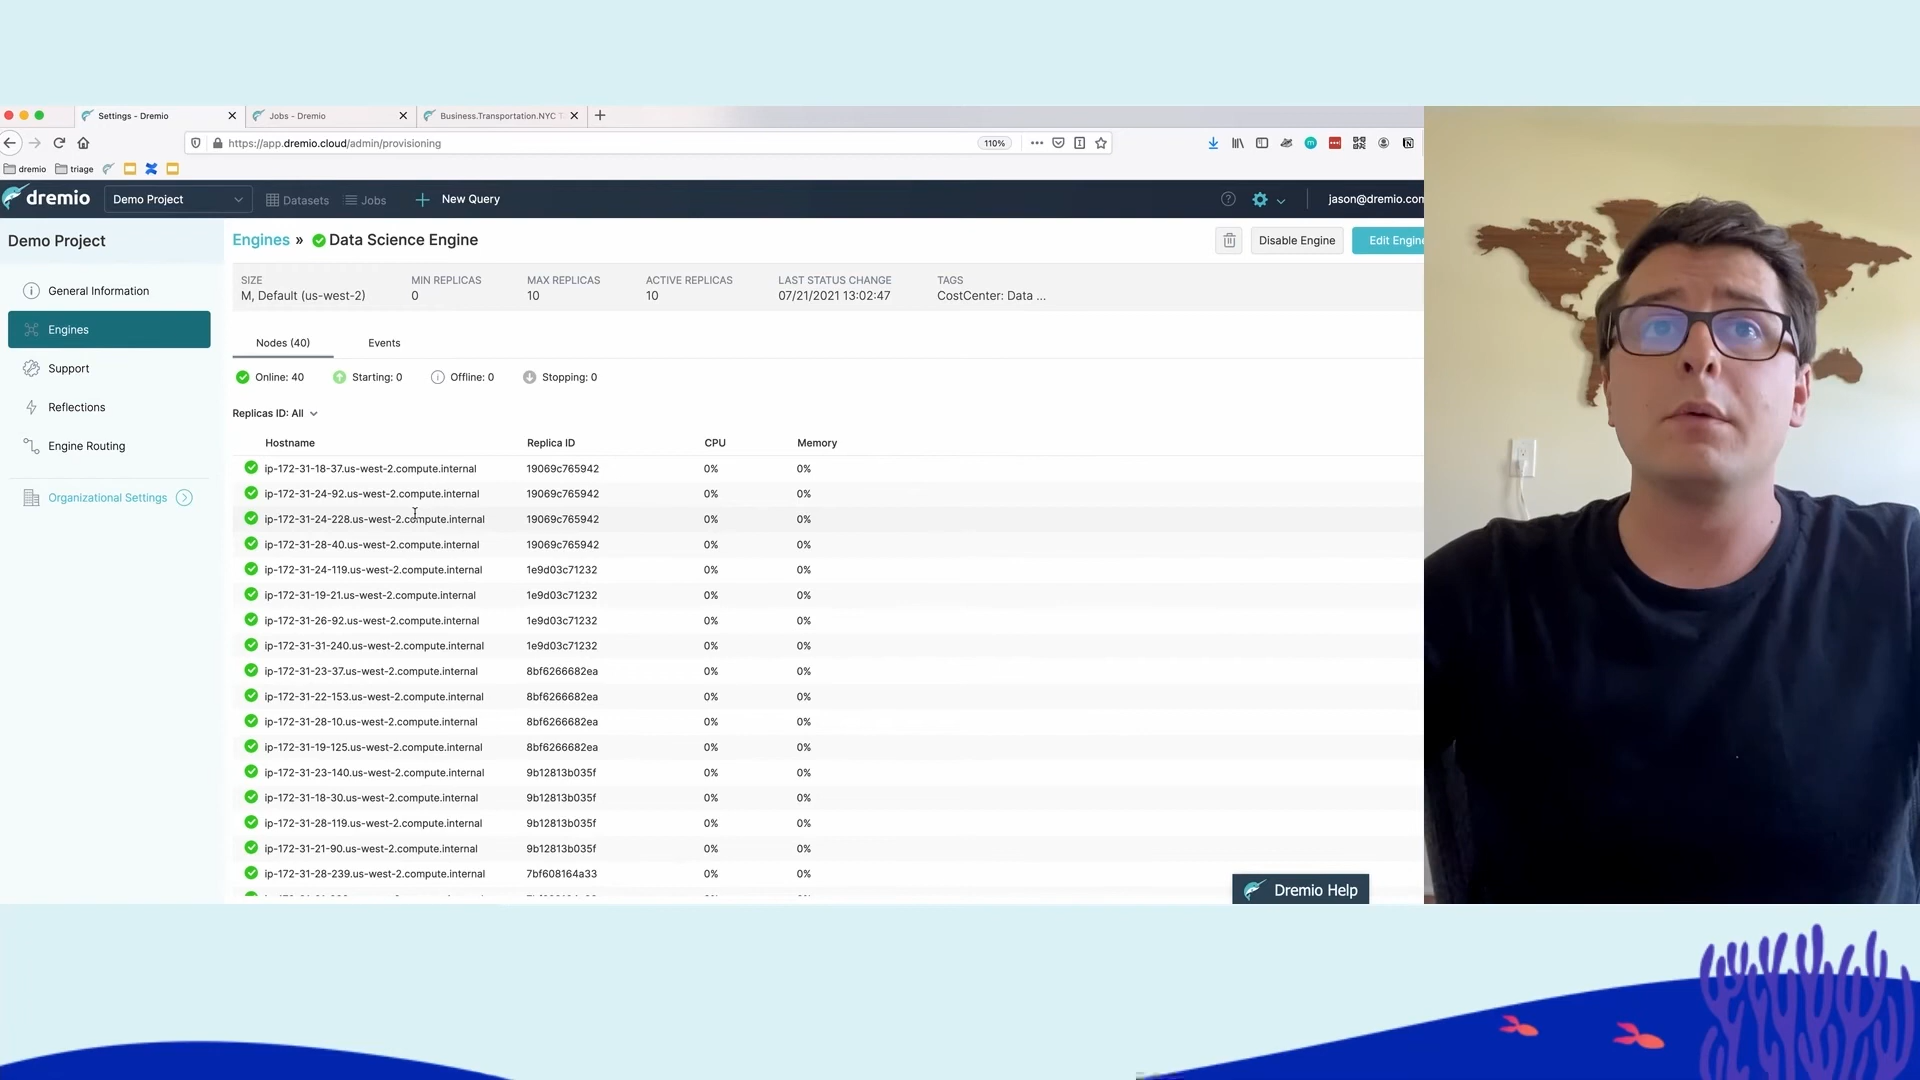 Settings - Dremio
Jobs - Dremio
Business.Transportation.NYC T
https://app.dremio.cloud/admin/provisioning
110%
dremio
triage
dremio
Demo Project
Datasets
Jobs
New Query
jason@dremio.com
Demo Project
Engines » Data Science Engine
Disable Engine
Edit Engine
General Information
Engines
Support
Reflections
Engine Routing
Organizational Settings
SIZE
M, Default (us-west-2)
MIN REPLICAS
0
MAX REPLICAS
10
ACTIVE REPLICAS
10
LAST STATUS CHANGE
07/21/2021 13:02:47
TAGS
CostCenter: Data ...
Nodes (40)
Events
Online: 40
Starting: 0
Offline: 0
Stopping: 0
Replicas ID: All
Hostname Replica ID CPU Memory
ip-172-31-18-37.us-west-2.compute.internal 19069c765942 0% 0%
ip-172-31-24-92.us-west-2.compute.internal 19069c765942 0% 0%
ip-172-31-24-228.us-west-2.compute.internal 19069c765942 0% 0%
ip-172-31-28-40.us-west-2.compute.internal 19069c765942 0% 0%
ip-172-31-24-119.us-west-2.compute.internal 1e9d03c71232 0% 0%
ip-172-31-19-21.us-west-2.compute.internal 1e9d03c71232 0% 0%
ip-172-31-26-92.us-west-2.compute.internal 1e9d03c71232 0% 0%
ip-172-31-31-240.us-west-2.compute.internal 1e9d03c71232 0% 0%
ip-172-31-23-37.us-west-2.compute.internal 8bf6266682ea 0% 0%
ip-172-31-22-153.us-west-2.compute.internal 8bf6266682ea 0% 0%
ip-172-31-28-10.us-west-2.compute.internal 8bf6266682ea 0% 0%
ip-172-31-19-125.us-west-2.compute.internal 8bf6266682ea 0% 0%
ip-172-31-23-140.us-west-2.compute.internal 9b12813b035f 0% 0%
ip-172-31-18-30.us-west-2.compute.internal 9b12813b035f 0% 0%
ip-172-31-28-119.us-west-2.compute.internal 9b12813b035f 0% 0%
ip-172-31-21-90.us-west-2.compute.internal 9b12813b035f 0% 0%
ip-172-31-28-239.us-west-2.compute.internal 7bf608164a33 0% 0%
Dremio Help